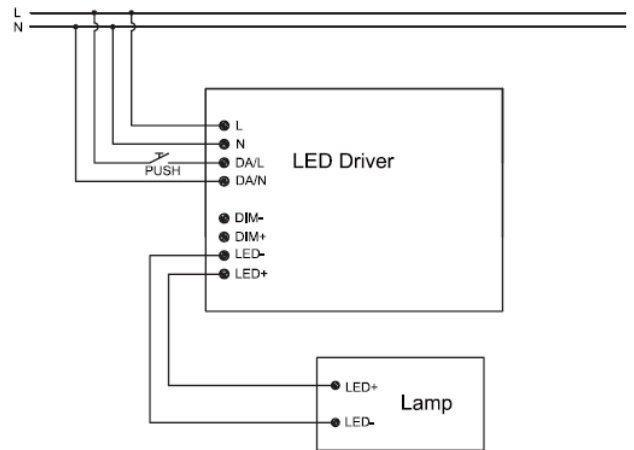 L
N
L
N
DA/L
PUSH
DA/N
LED Driver
DIM-
DIM+
LED-
LED+
LED+
LED-
Lamp